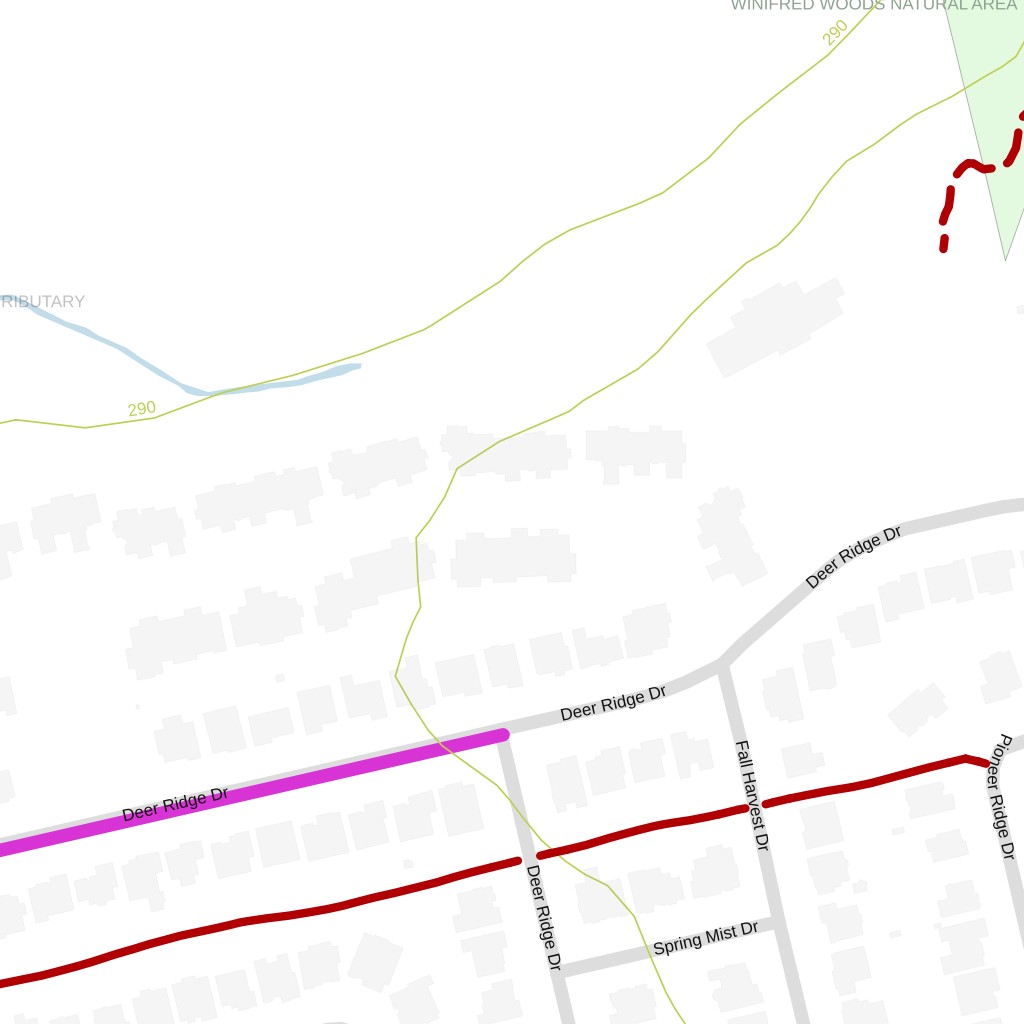 WINIFRED WOODS NATURAL AREA
290
RIBUTARY
290
Deer Ridge Dr
Deer Ridge Dr
Deer Ridge Dr
Pioneer Ridge Dr
Fall Harvest Dr
Deer Ridge Dr
Spring Mist Dr